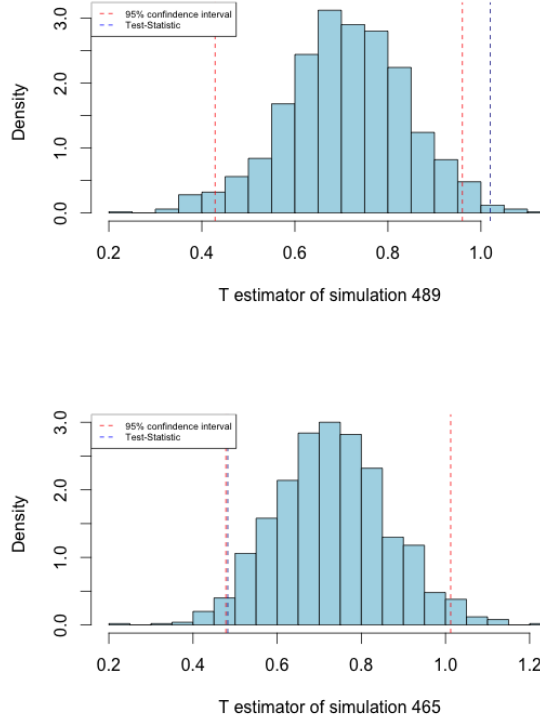 95% confindence interval
Test-Statistic
Density
0.0
1.0
2.0
3.0
0.2 0.4 0.6 0.8 1.0
T estimator of simulation 489
95% confindence interval
Test-Statistic
Density
0.0
1.0
2.0
3.0
0.2 0.4 0.6 0.8 1.0 1.2
T estimator of simulation 465